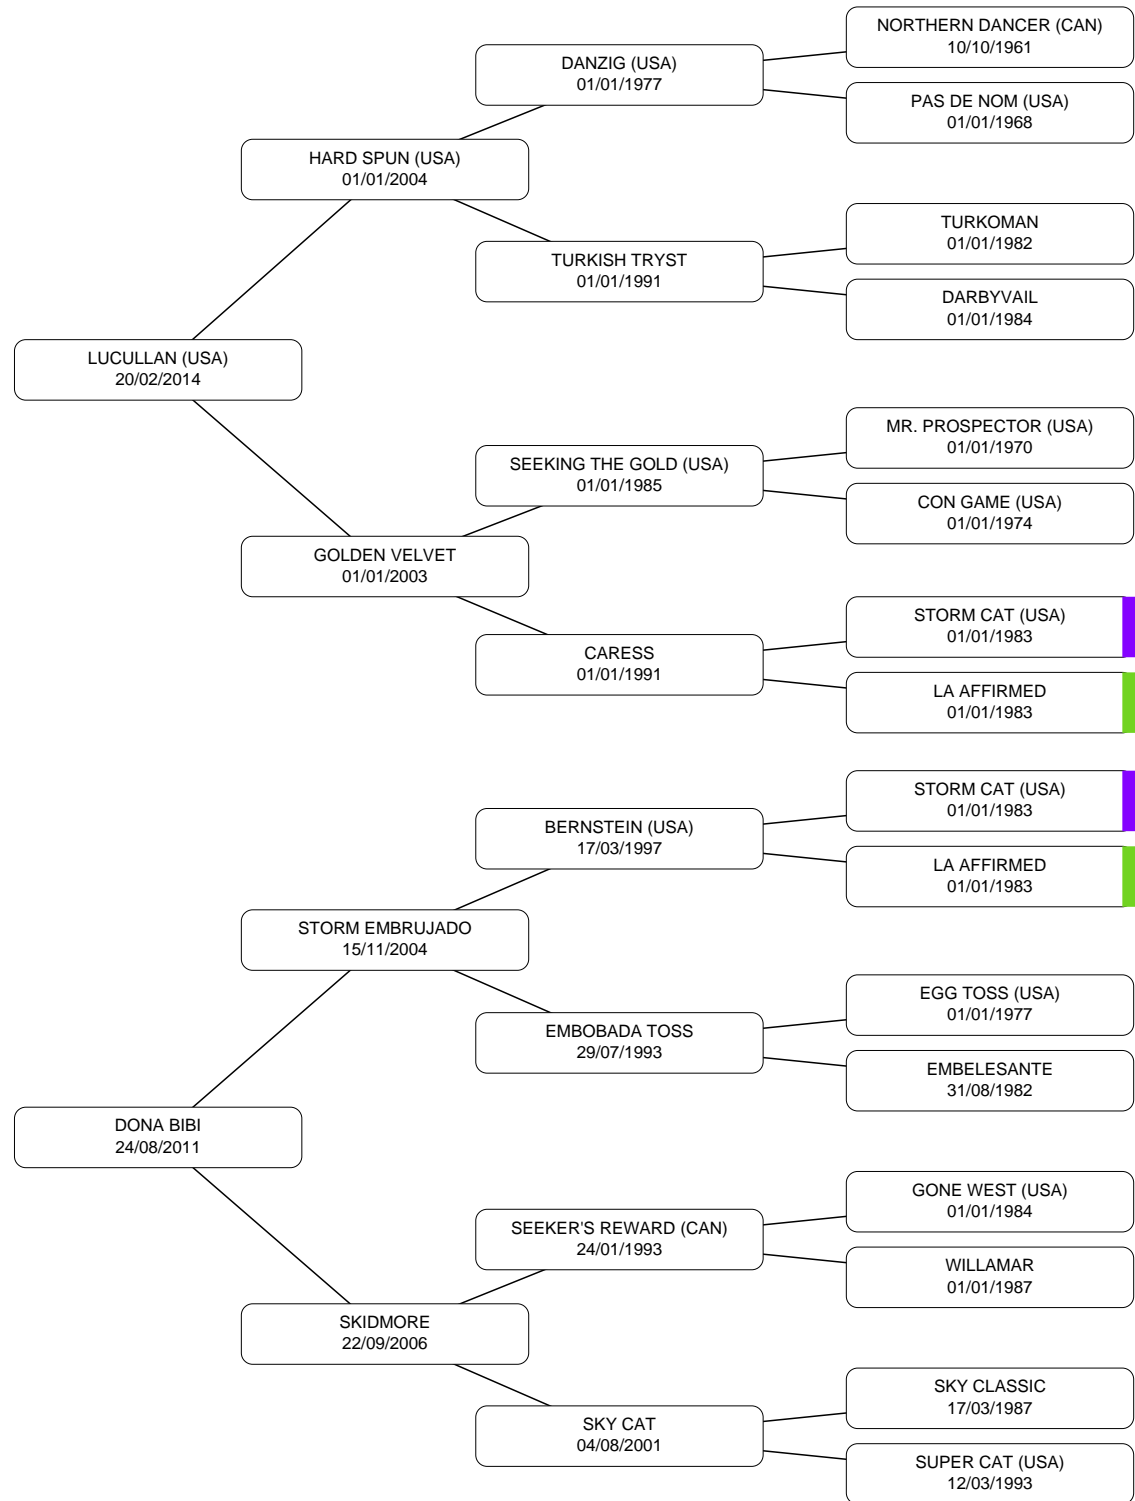 NORTHERN DANCER (CAN)
10/10/1961
DANZIG (USA)
01/01/1977
PAS DE NOM (USA)
01/01/1968
HARD SPUN (USA)
01/01/2004
TURKOMAN
01/01/1982
TURKISH TRYST
01/01/1991
DARBYVAIL
01/01/1984
LUCULLAN (USA)
20/02/2014
MR. PROSPECTOR (USA)
01/01/1970
SEEKING THE GOLD (USA)
01/01/1985
CON GAME (USA)
01/01/1974
GOLDEN VELVET
01/01/2003
STORM CAT (USA)
01/01/1983
CARESS
01/01/1991
LA AFFIRMED
01/01/1983
STORM CAT (USA)
01/01/1983
BERNSTEIN (USA)
17/03/1997
LA AFFIRMED
01/01/1983
STORM EMBRUJADO
15/11/2004
EGG TOSS (USA)
01/01/1977
EMBOBADA TOSS
29/07/1993
EMBELESANTE
31/08/1982
DONA BIBI
24/08/2011
GONE WEST (USA)
01/01/1984
SEEKER'S REWARD (CAN)
24/01/1993
WILLAMAR
01/01/1987
SKIDMORE
22/09/2006
SKY CLASSIC
17/03/1987
SKY CAT
04/08/2001
SUPER CAT (USA)
12/03/1993